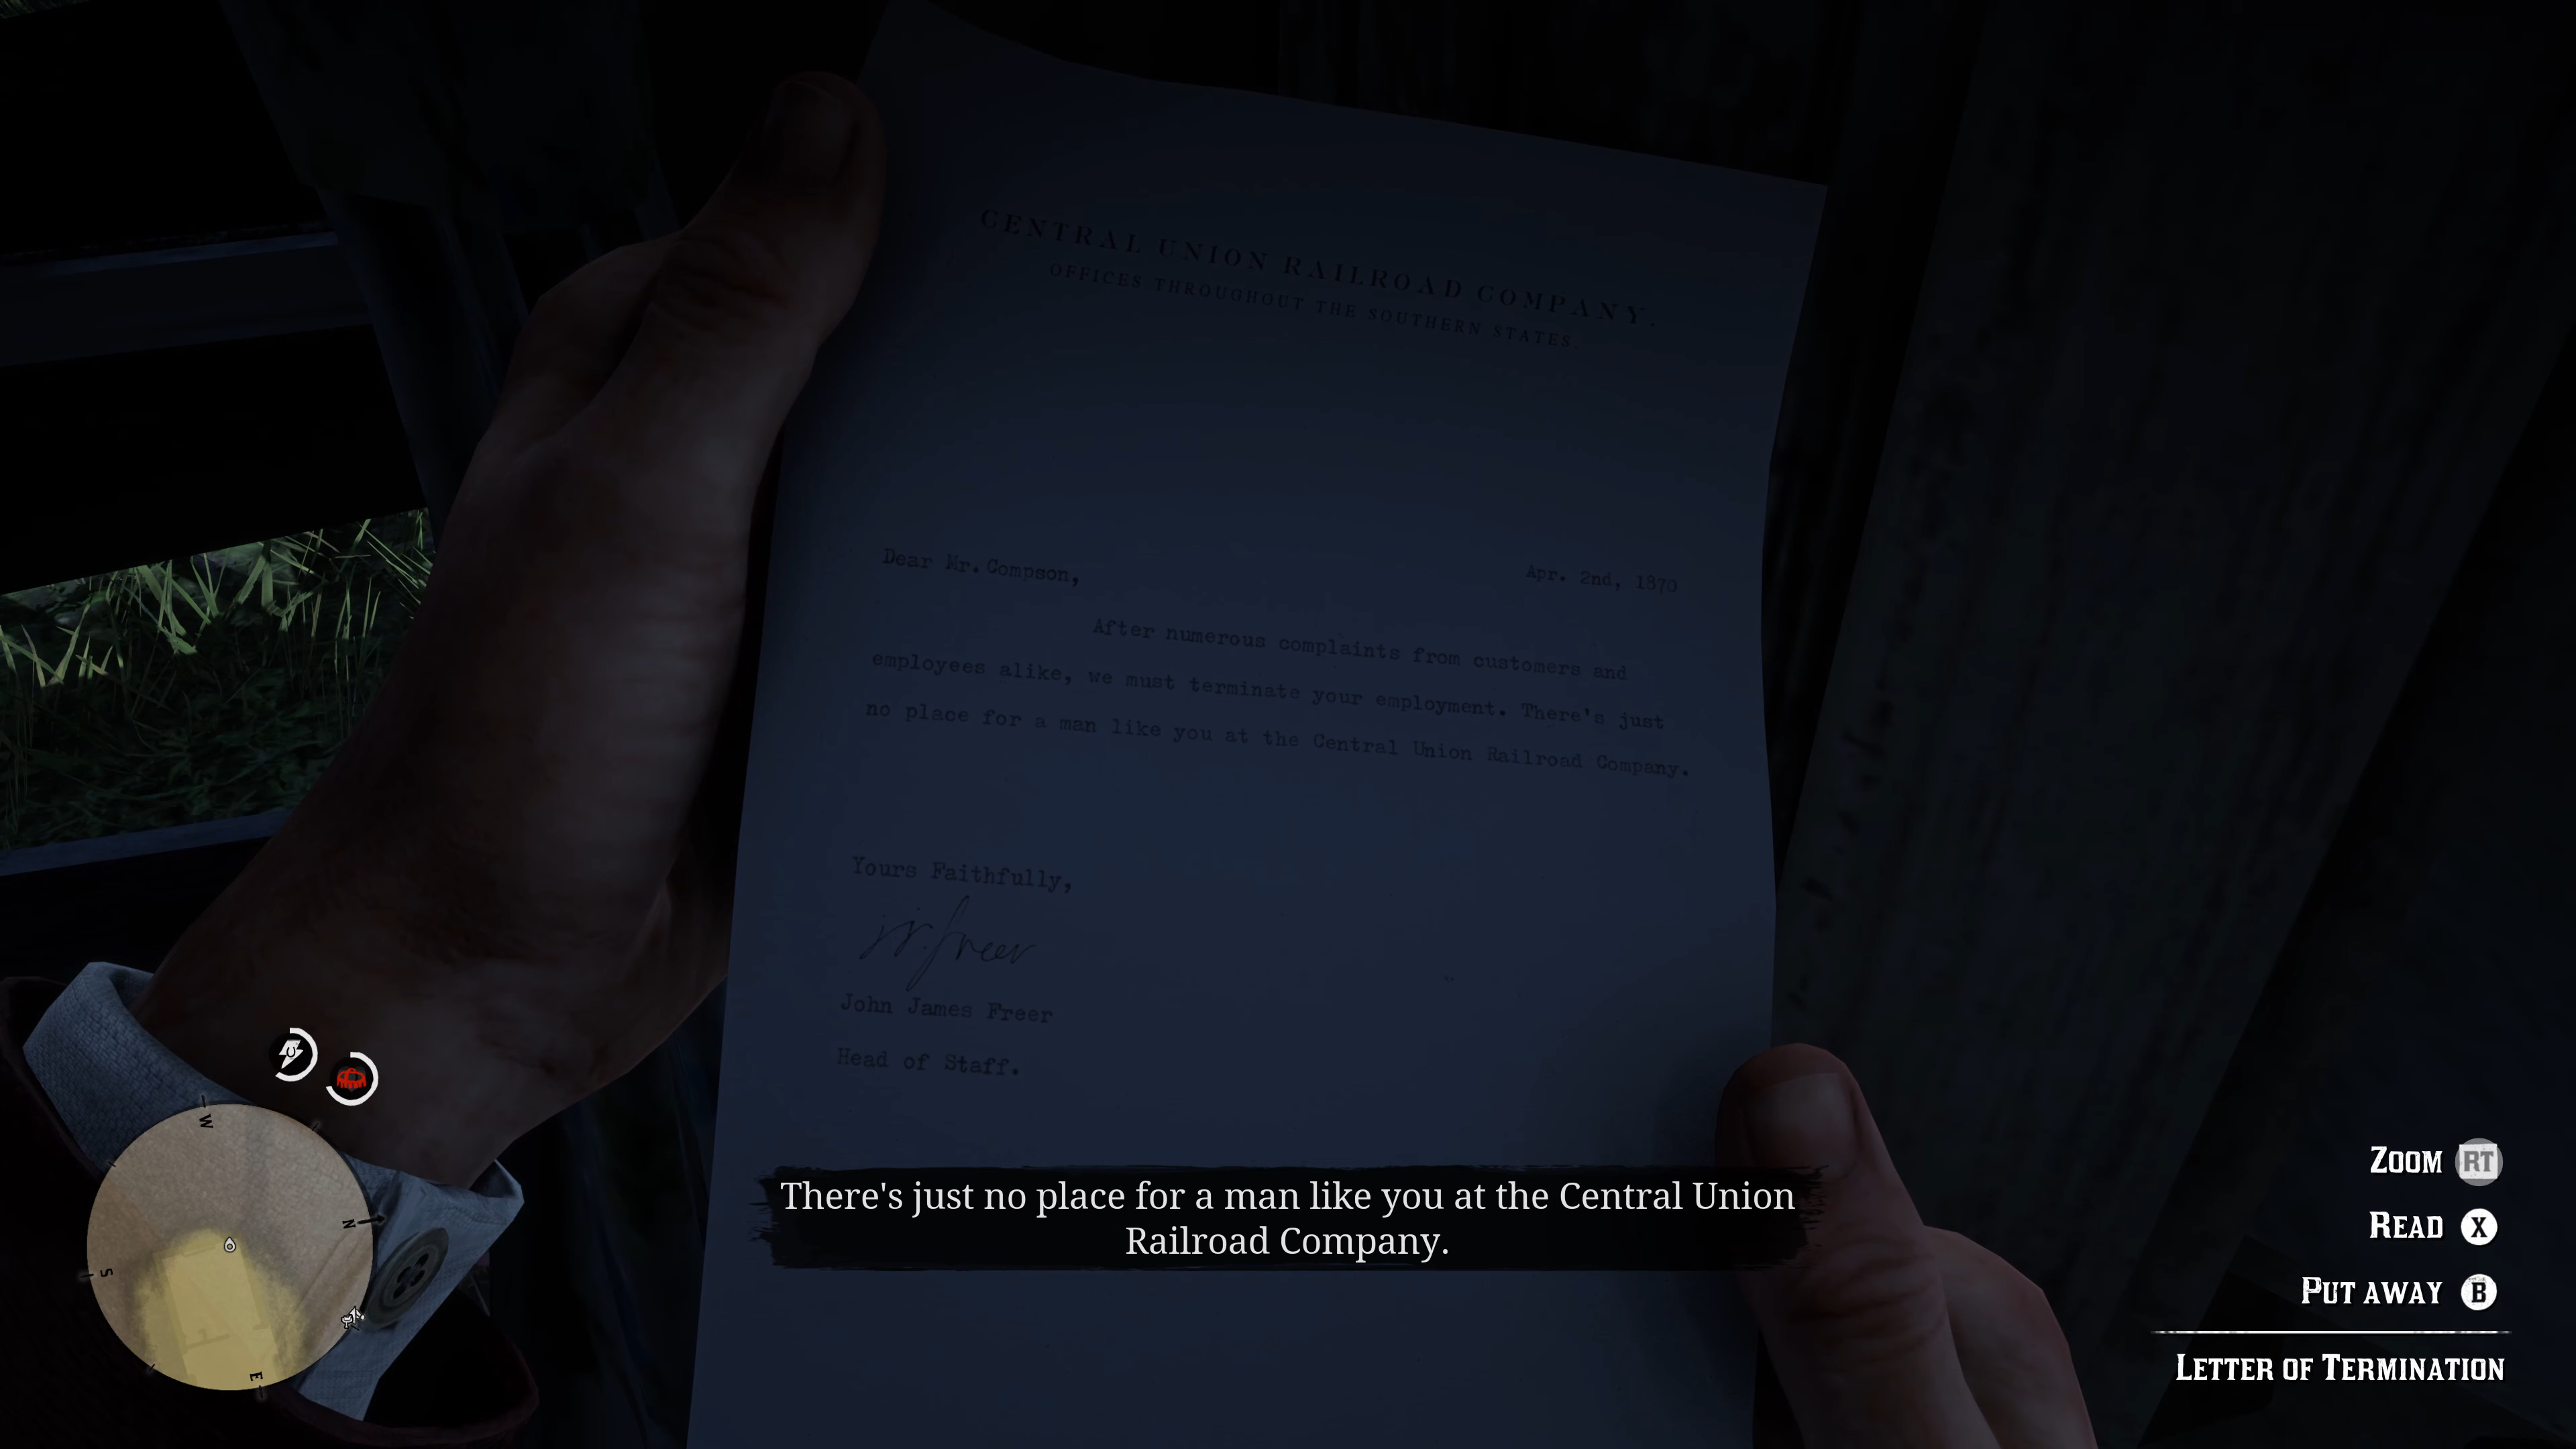 CENTRAL UNION RAILROAD COMPANY.
OFFICES THROUGHOUT THE SOUTHERN STATES.
Apr. 2nd, 1870
Dear Mr. Compson,
After numerous complaints from customers and
employees alike, we must terminate your employment. There's just
no place for a man like you at the Central Union Railroad Company.
Yours Faithfully,
JJ. Freer
John James Freer
Head of Staff.
There's just no place for a man like you at the Central Union
Railroad Company.
W
N
S
E
ZOOM RT
READ X
PUT AWAY B
LETTER OF TERMINATION